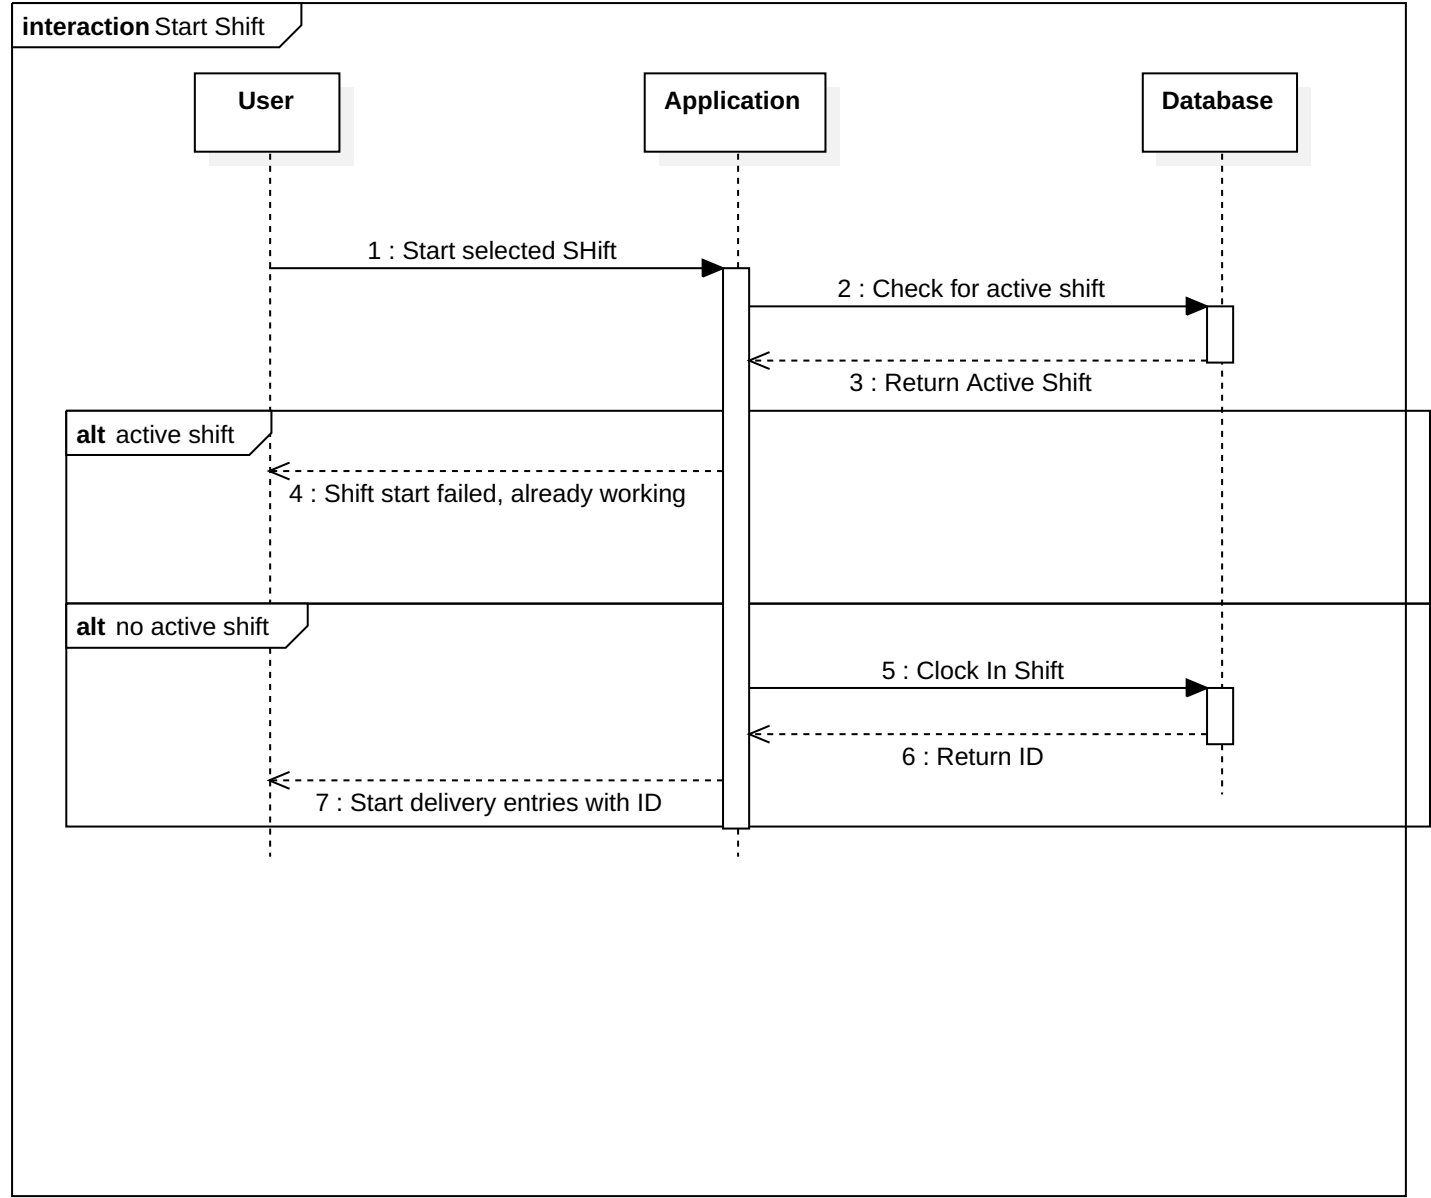 interaction Start Shift
User
Application
Database
1 : Start selected SHift
2 : Check for active shift
3 : Return Active Shift
alt active shift
4 : Shift start failed, already working
alt no active shift
5 : Clock In Shift
6 : Return ID
7 : Start delivery entries with ID